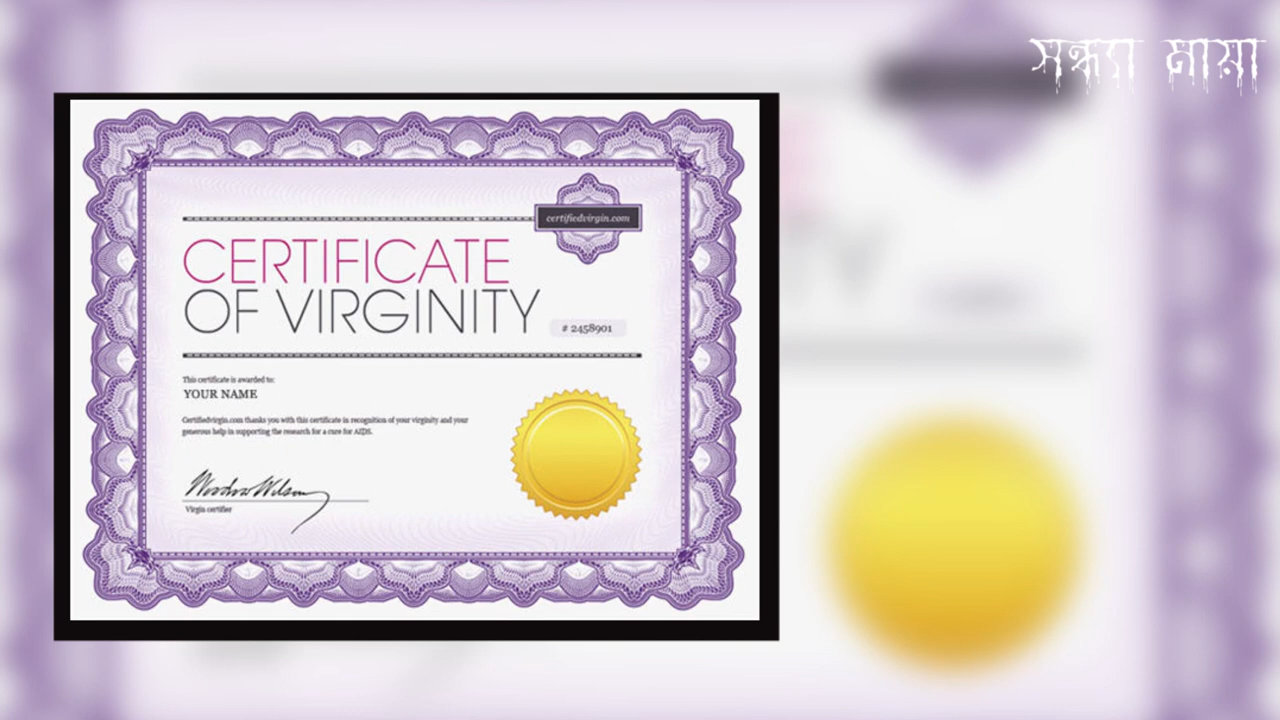 সন্ধ্যা মায়া
certifiedvirgin.com
CERTIFICATE
OF VIRGINITY
# 2458901
This certificate is awarded to:
YOUR NAME
Certifiedvirgin.com thanks you with this certificate in recognition of your virginity and your
generous help in supporting the research for a cure for AIDS.
Woodrow Wilson
Virgin certifier